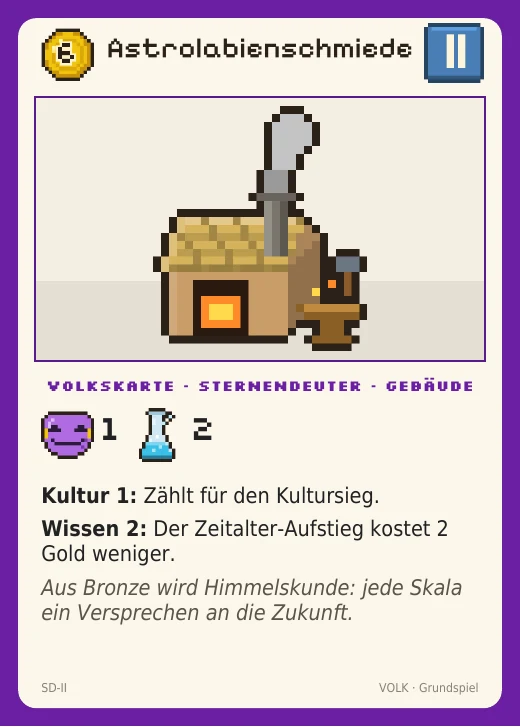 6 Astrolabienschmiede II
VOLKSKARTE · STERNENDEUTER · GEBÄUDE
1 2
Kultur 1: Zählt für den Kultursieg.
Wissen 2: Der Zeitalter-Aufstieg kostet 2
Gold weniger.
Aus Bronze wird Himmelskunde: jede Skala
ein Versprechen an die Zukunft.
SD-II VOLK · Grundspiel